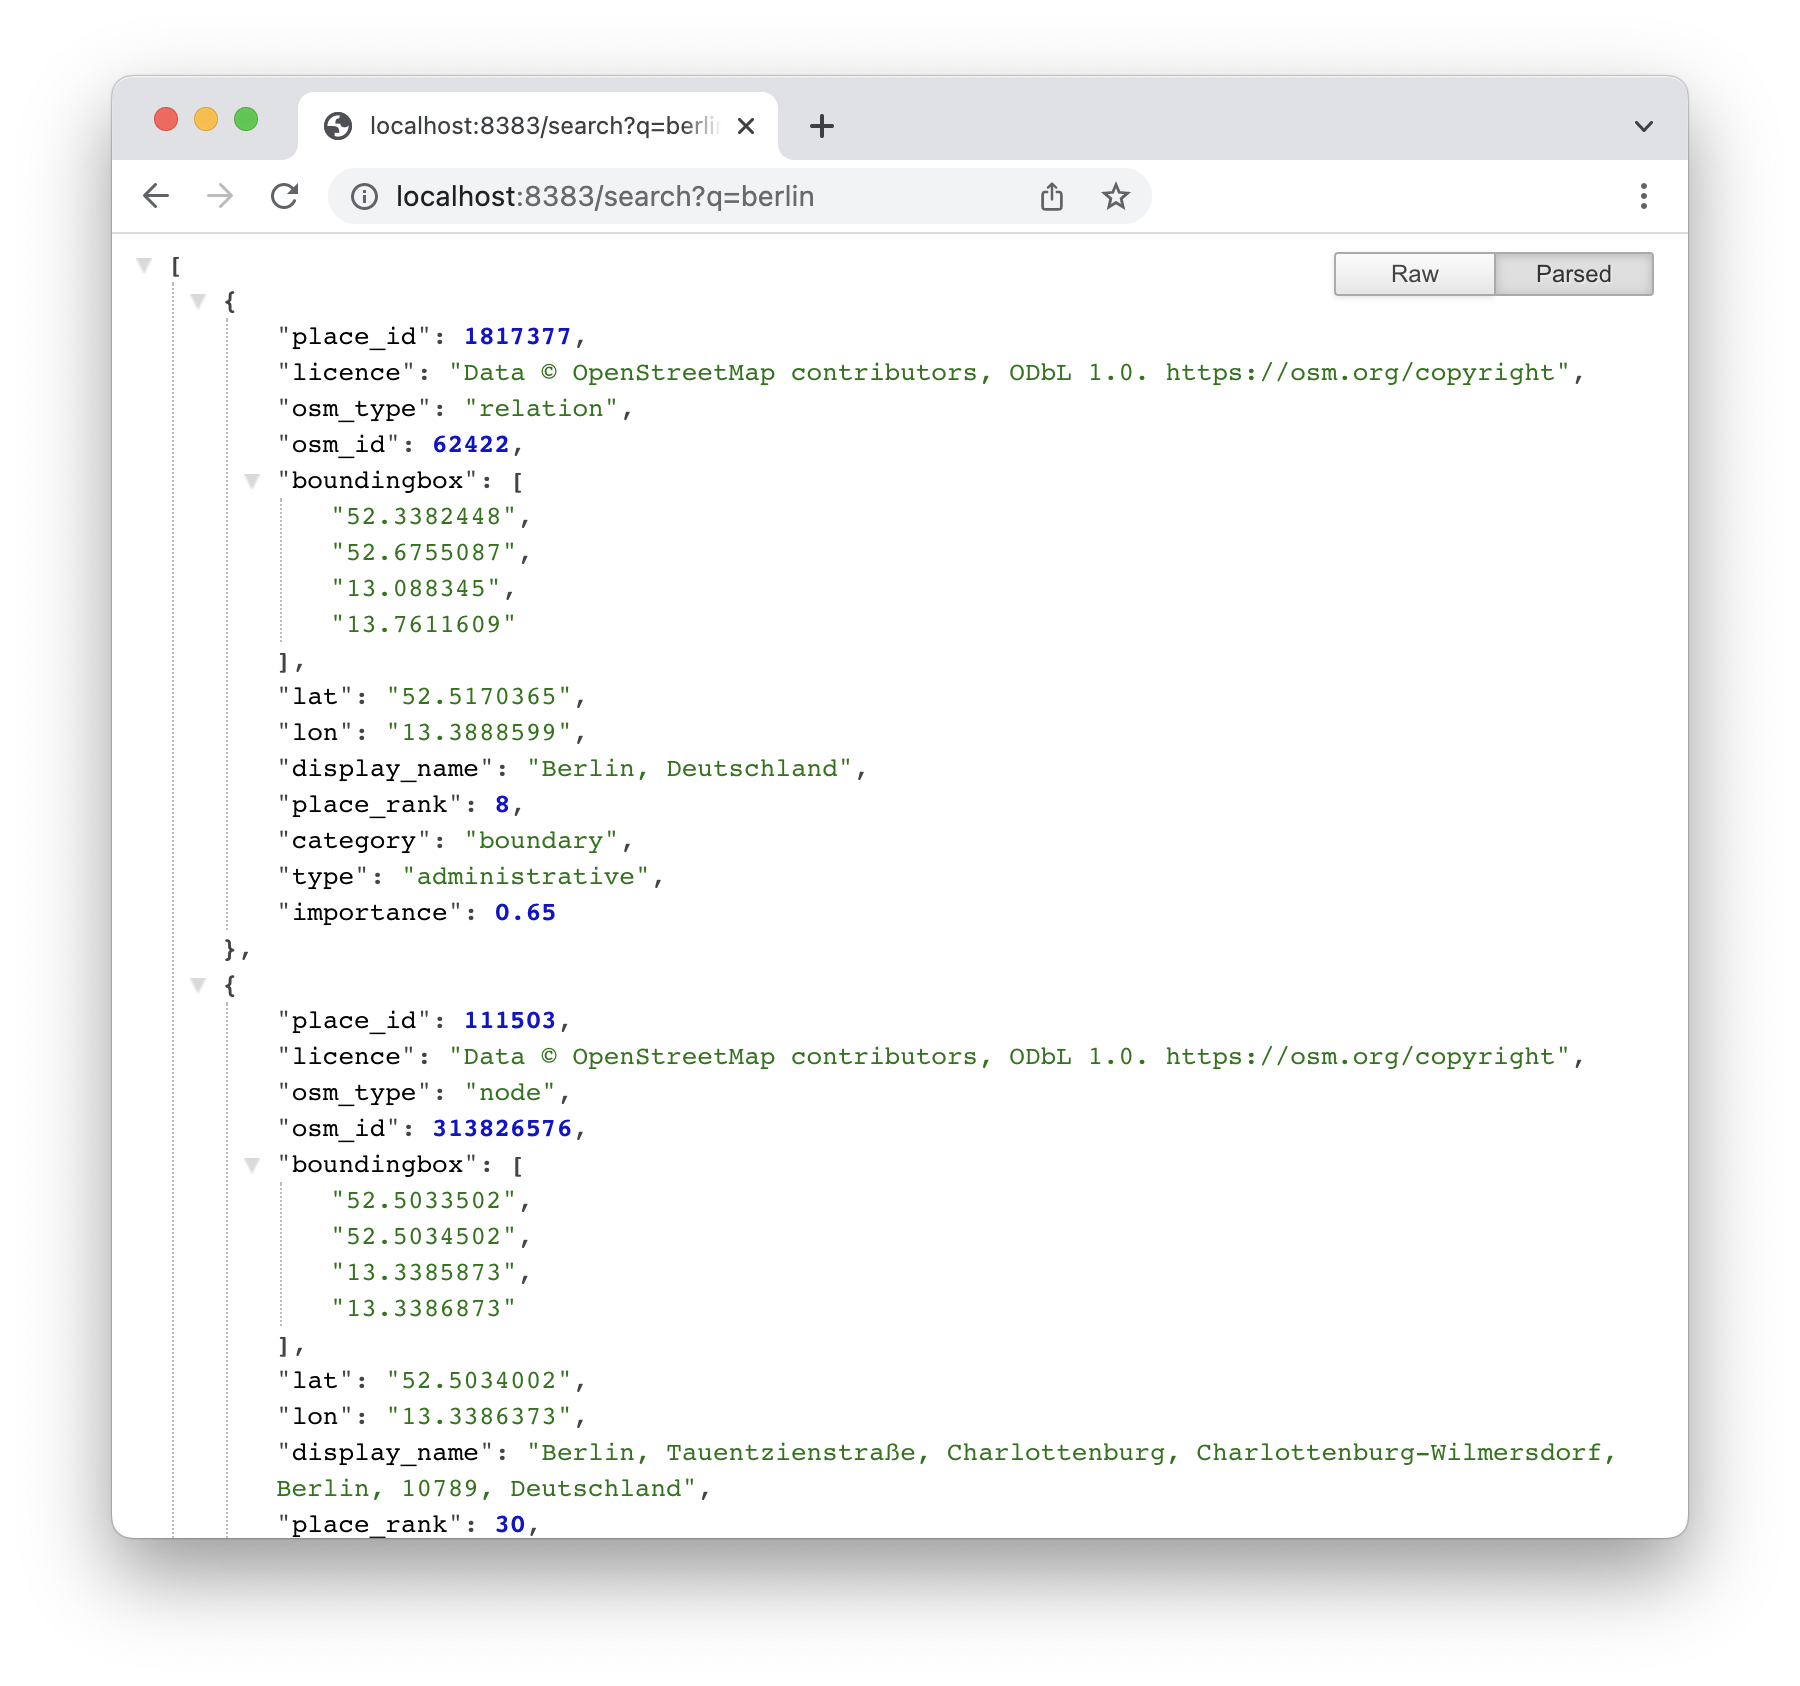 localhost:8383/search?q=berli
localhost:8383/search?q=berlin
Raw
Parsed
[
{
"place_id": 1817377,
"licence": "Data © OpenStreetMap contributors, ODbL 1.0. https://osm.org/copyright",
"osm_type": "relation",
"osm_id": 62422,
"boundingbox": [
"52.3382448",
"52.6755087",
"13.088345",
"13.7611609"
],
"lat": "52.5170365",
"lon": "13.3888599",
"display_name": "Berlin, Deutschland",
"place_rank": 8,
"category": "boundary",
"type": "administrative",
"importance": 0.65
},
{
"place_id": 111503,
"licence": "Data © OpenStreetMap contributors, ODbL 1.0. https://osm.org/copyright",
"osm_type": "node",
"osm_id": 313826576,
"boundingbox": [
"52.5033502",
"52.5034502",
"13.3385873",
"13.3386873"
],
"lat": "52.5034002",
"lon": "13.3386373",
"display_name": "Berlin, Tauentzienstraße, Charlottenburg, Charlottenburg-Wilmersdorf,
Berlin, 10789, Deutschland",
"place_rank": 30,